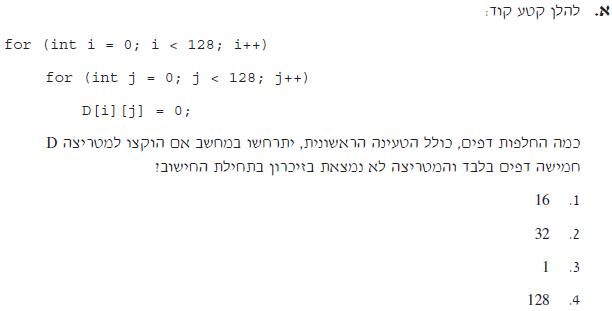 א. להלן קטע קוד:
for (int i = 0; i < 128; i++)
for (int j = 0; j < 128; j++)
D[i][j] = 0;
כמה החלפות דפים, כולל הטעינה הראשונית, יתרחשו במחשב אם הוקצו למטריצה D
חמישה דפים בלבד והמטריצה לא נמצאת בזיכרון בתחילת החישוב?
1. 16
2. 32
3. 1
4. 128